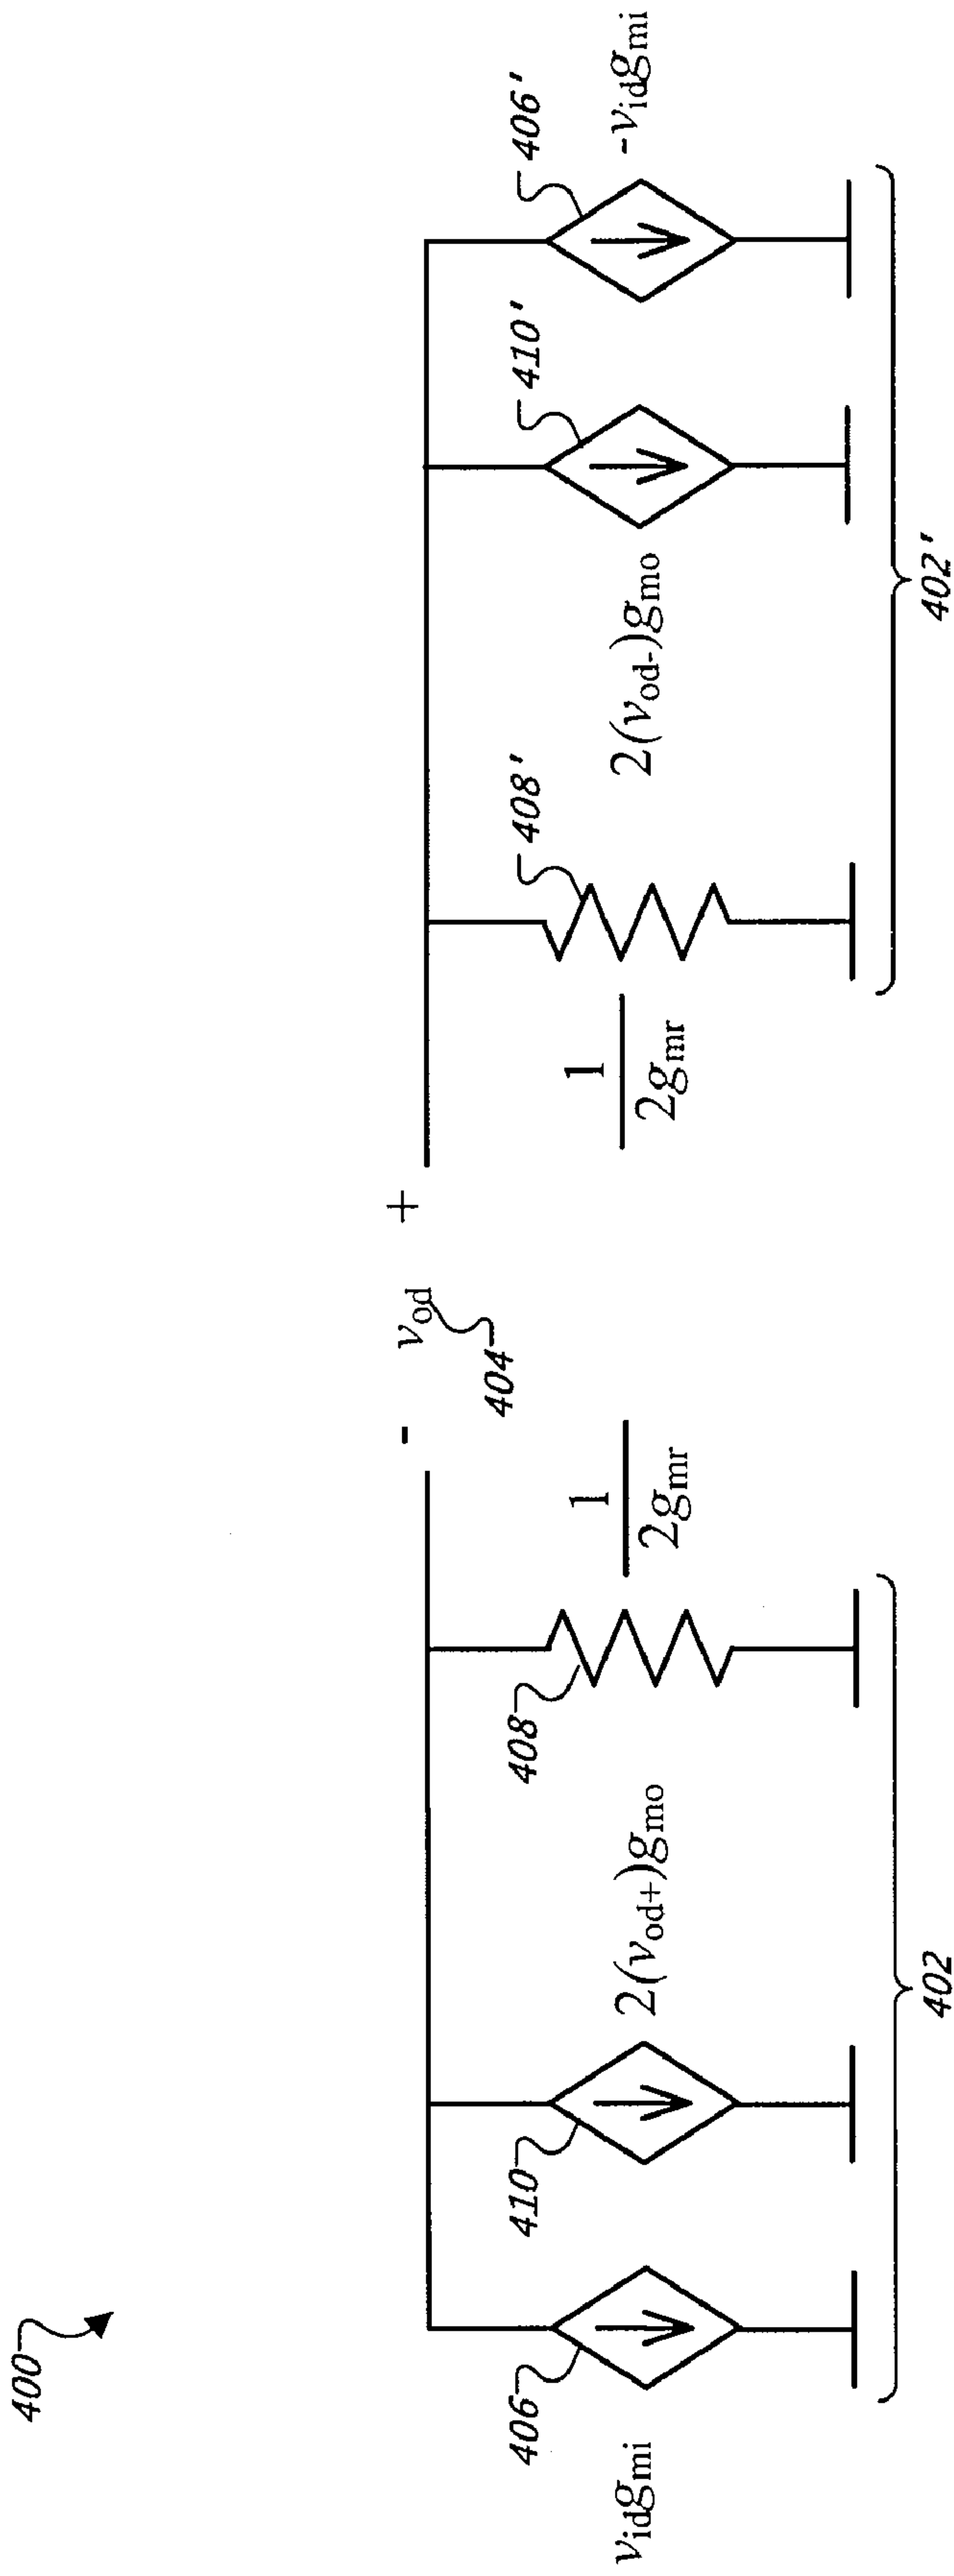 400
- v_od +
404
406
410
408
408'
410'
406'
v_id g_mi
2(v_od+)g_mo
1
2g_mr
1
2g_mr
2(v_od-)g_mo
-v_id g_mi
402
402'